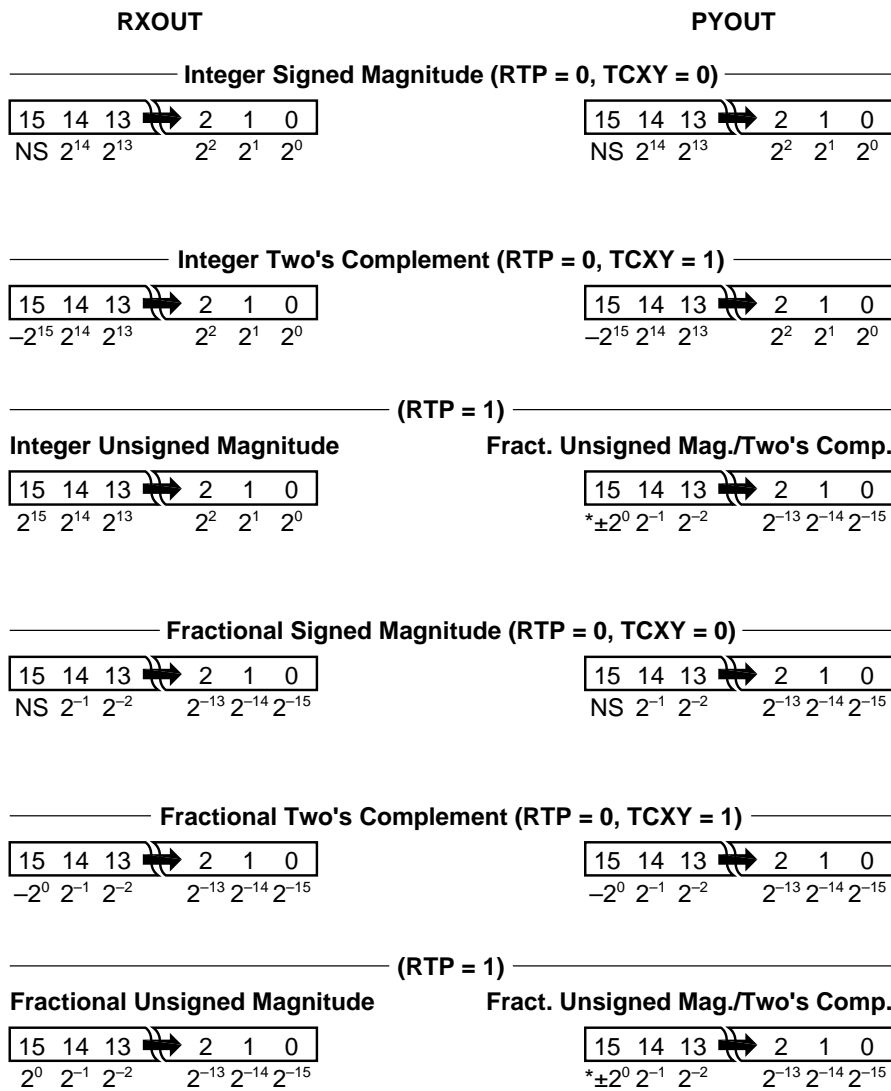 RXOUT PYOUT
Integer Signed Magnitude (RTP = 0, TCXY = 0)
15 14 13 2 1 0 15 14 13 2 1 0
NS 2¹⁴ 2¹³ 2² 2¹ 2⁰ NS 2¹⁴ 2¹³ 2² 2¹ 2⁰
Integer Two's Complement (RTP = 0, TCXY = 1)
15 14 13 2 1 0 15 14 13 2 1 0
–2¹⁵ 2¹⁴ 2¹³ 2² 2¹ 2⁰ –2¹⁵ 2¹⁴ 2¹³ 2² 2¹ 2⁰
(RTP = 1)
Integer Unsigned Magnitude Fract. Unsigned Mag./Two's Comp.
15 14 13 2 1 0 15 14 13 2 1 0
2¹⁵ 2¹⁴ 2¹³ 2² 2¹ 2⁰ *±2⁰ 2⁻¹ 2⁻² 2⁻¹³ 2⁻¹⁴ 2⁻¹⁵
Fractional Signed Magnitude (RTP = 0, TCXY = 0)
15 14 13 2 1 0 15 14 13 2 1 0
NS 2⁻¹ 2⁻² 2⁻¹³ 2⁻¹⁴ 2⁻¹⁵ NS 2⁻¹ 2⁻² 2⁻¹³ 2⁻¹⁴ 2⁻¹⁵
Fractional Two's Complement (RTP = 0, TCXY = 1)
15 14 13 2 1 0 15 14 13 2 1 0
–2⁰ 2⁻¹ 2⁻² 2⁻¹³ 2⁻¹⁴ 2⁻¹⁵ –2⁰ 2⁻¹ 2⁻² 2⁻¹³ 2⁻¹⁴ 2⁻¹⁵
(RTP = 1)
Fractional Unsigned Magnitude Fract. Unsigned Mag./Two's Comp.
15 14 13 2 1 0 15 14 13 2 1 0
2⁰ 2⁻¹ 2⁻² 2⁻¹³ 2⁻¹⁴ 2⁻¹⁵ *±2⁰ 2⁻¹ 2⁻² 2⁻¹³ 2⁻¹⁴ 2⁻¹⁵